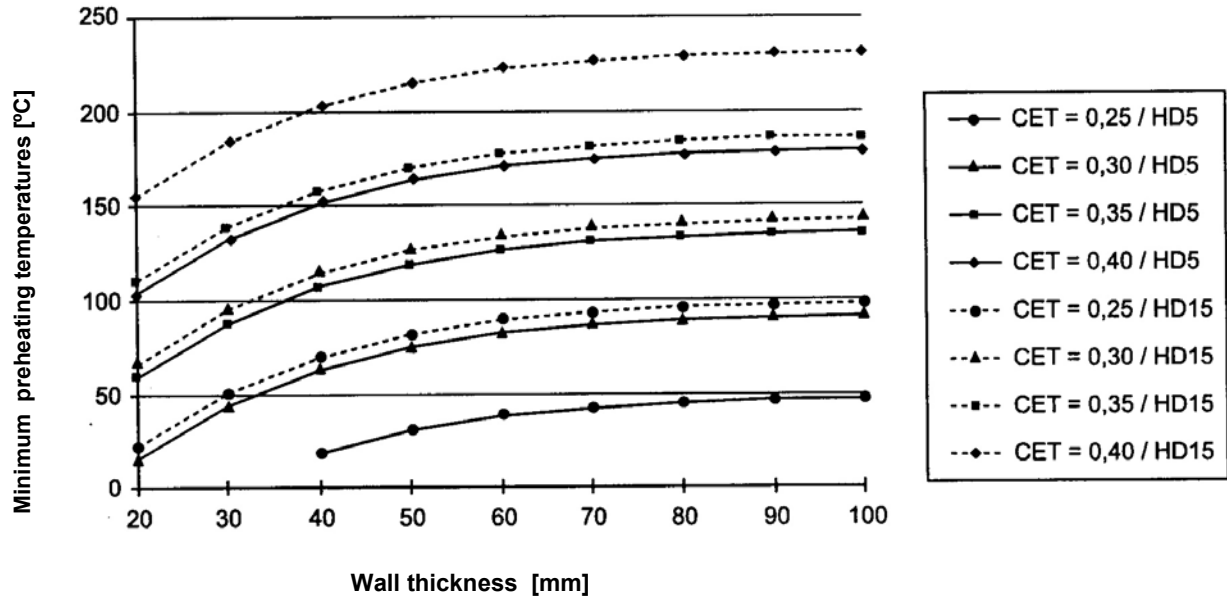 250
200
150
100
50
0
Minimum preheating temperatures [ºC]
20 30 40 50 60 70 80 90 100
Wall thickness [mm]
CET = 0,25 / HD5
CET = 0,30 / HD5
CET = 0,35 / HD5
CET = 0,40 / HD5
CET = 0,25 / HD15
CET = 0,30 / HD15
CET = 0,35 / HD15
CET = 0,40 / HD15